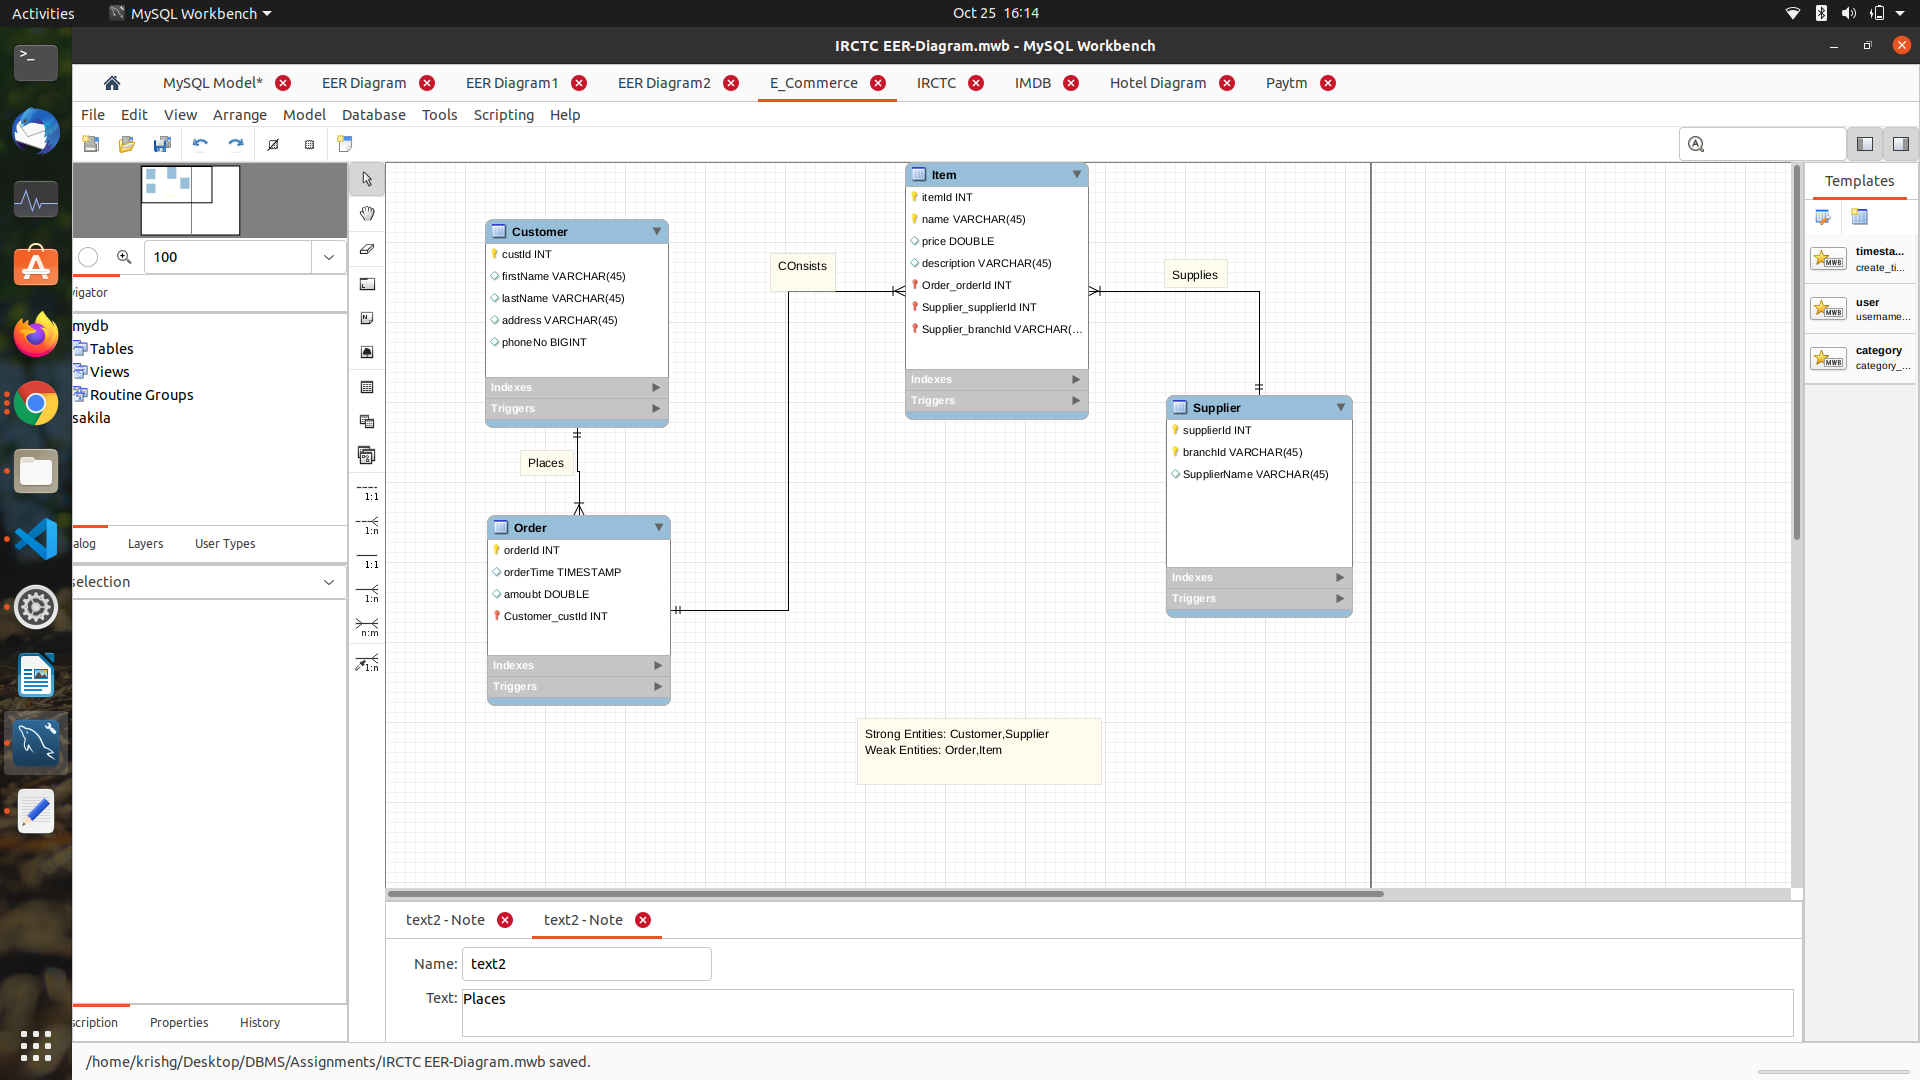 Activities
MySQL Workbench
Oct 25 16:14
IRCTC EER-Diagram.mwb - MySQL Workbench
MySQL Model*
EER Diagram
EER Diagram1
EER Diagram2
E_Commerce
IRCTC
IMDB
Hotel Diagram
Paytm
File Edit View Arrange Model Database Tools Scripting Help
100
vigator
mydb
Tables
Views
Routine Groups
sakila
alog
Layers
User Types
selection
scription
Properties
History
1:1
1:n
1:1
1:n
n:m
1:n
Customer
custId INT
firstName VARCHAR(45)
lastName VARCHAR(45)
address VARCHAR(45)
phoneNo BIGINT
Indexes
Triggers
Places
Order
orderId INT
orderTime TIMESTAMP
amoubt DOUBLE
Customer_custId INT
Indexes
Triggers
COnsists
Item
itemId INT
name VARCHAR(45)
price DOUBLE
description VARCHAR(45)
Order_orderId INT
Supplier_supplierId INT
Supplier_branchId VARCHAR(...
Indexes
Triggers
Supplies
Supplier
supplierId INT
branchId VARCHAR(45)
SupplierName VARCHAR(45)
Indexes
Triggers
Strong Entities: Customer,Supplier
Weak Entities: Order,Item
Templates
MWB
timesta...
create_ti...
MWB
user
username...
MWB
category
category_...
text2 - Note
text2 - Note
Name: text2
Text: Places
/home/krishg/Desktop/DBMS/Assignments/IRCTC EER-Diagram.mwb saved.